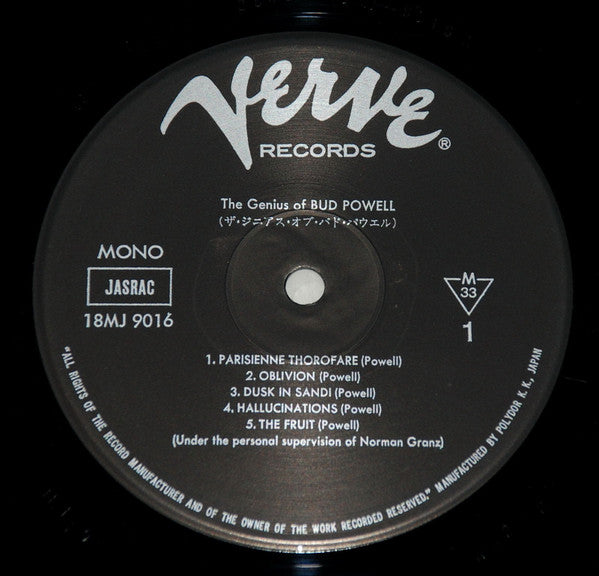 Verve
RECORDS ®
The Genius of BUD POWELL
(ザ・ジニアス・オブ・バド・パウエル)
MONO
JASRAC
18MJ 9016
M
33
1
1. PARISIENNE THOROFARE (Powell)
2. OBLIVION (Powell)
3. DUSK IN SANDI (Powell)
4. HALLUCINATIONS (Powell)
5. THE FRUIT (Powell)
(Under the personal supervision of Norman Granz)
"ALL RIGHTS OF THE RECORD MANUFACTURER AND OF THE OWNER OF THE WORK RECORDED RESERVED." MANUFACTURED BY POLYDOR K. K., JAPAN